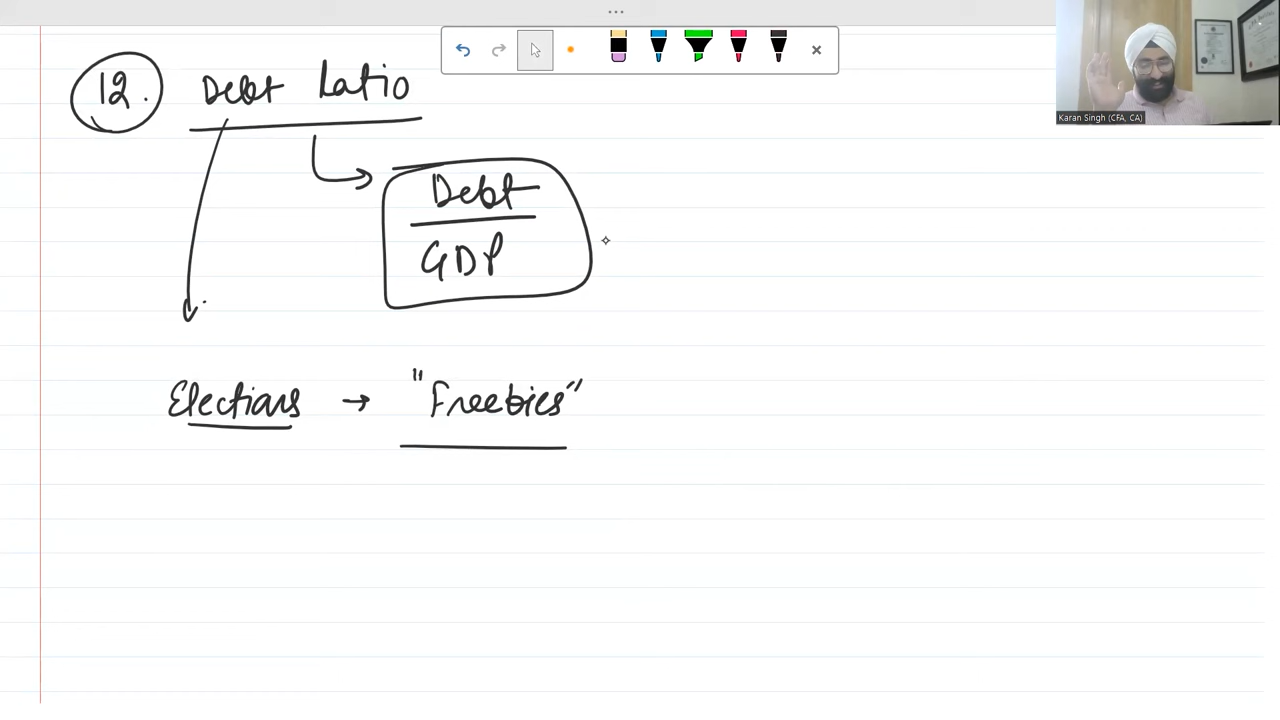 12. Debt Ratio
Debt
GDP
Elections → "Freebies"
Karan Singh (CFA, CA)